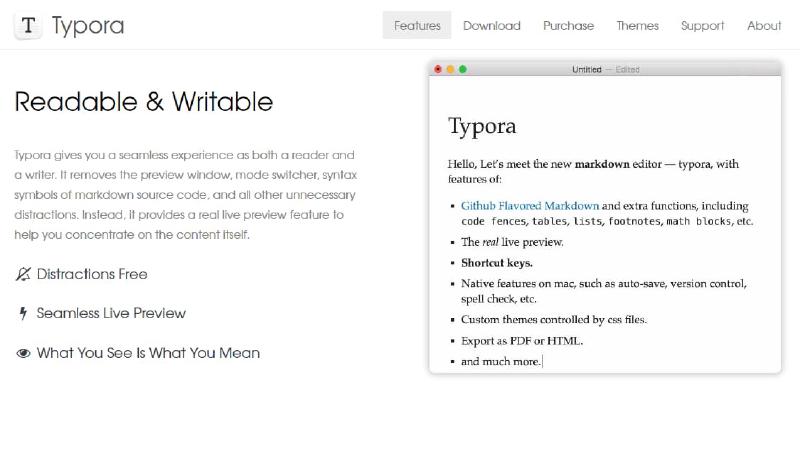 T Typora
Features Download Purchase Themes Support About
Readable & Writable
Typora gives you a seamless experience as both a reader and
a writer. It removes the preview window, mode switcher, syntax
symbols of markdown source code, and all other unnecessary
distractions. Instead, it provides a real live preview feature to
help you concentrate on the content itself.
Distractions Free
Seamless Live Preview
What You See Is What You Mean
Untitled — Edited
Typora
Hello, Let's meet the new markdown editor — typora, with
features of:
▪ Github Flavored Markdown and extra functions, including
code fences, tables, lists, footnotes, math blocks, etc.
▪ The real live preview.
▪ Shortcut keys.
▪ Native features on mac, such as auto-save, version control,
spell check, etc.
▪ Custom themes controlled by css files.
▪ Export as PDF or HTML.
▪ and much more.